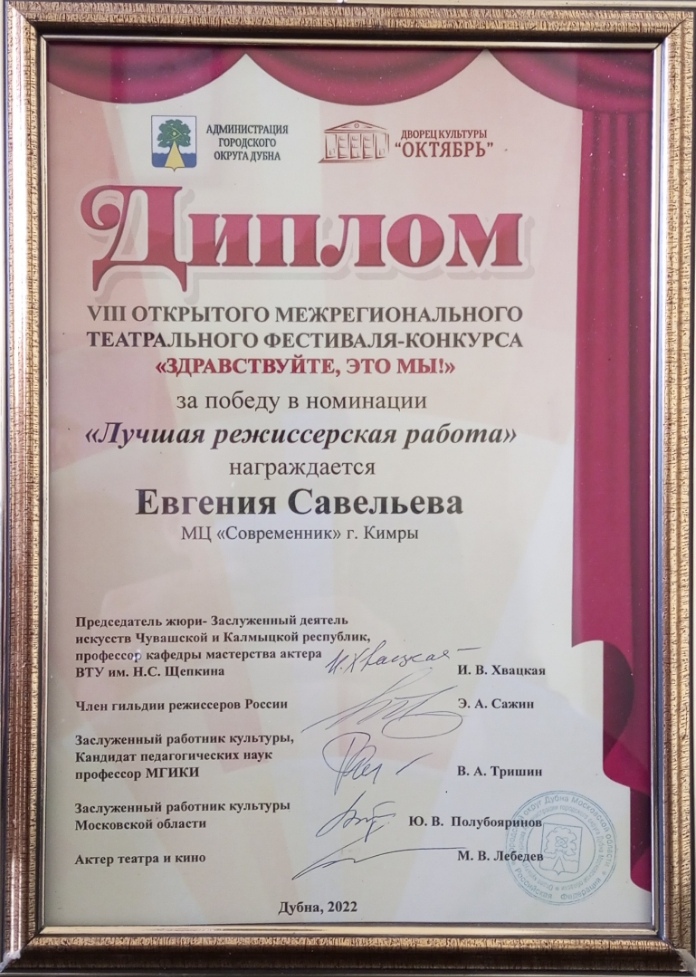 АДМИНИСТРАЦИЯ
ГОРОДСКОГО
ОКРУГА ДУБНА
ДВОРЕЦ КУЛЬТУРЫ
"ОКТЯБРЬ"
ДИПЛОМ
VIII ОТКРЫТОГО МЕЖРЕГИОНАЛЬНОГО
ТЕАТРАЛЬНОГО ФЕСТИВАЛЯ-КОНКУРСА
«ЗДРАВСТВУЙТЕ, ЭТО МЫ!»
за победу в номинации
«Лучшая режиссерская работа»
награждается
Евгения Савельева
МЦ «Современник» г. Кимры
Председатель жюри- Заслуженный деятель
искусств Чувашской и Калмыцкой республик,
профессор кафедры мастерства актера
ВТУ им. Н.С. Щепкина
И.Хвацкая
И. В. Хвацкая
Член гильдии режиссеров России
Э. А. Сажин
Заслуженный работник культуры,
Кандидат педагогических наук
профессор МГИКИ
В. А. Тришин
Заслуженный работник культуры
Московской области
Ю. В. Полубояринов
Актер театра и кино
М. В. Лебедев
Дубна, 2022